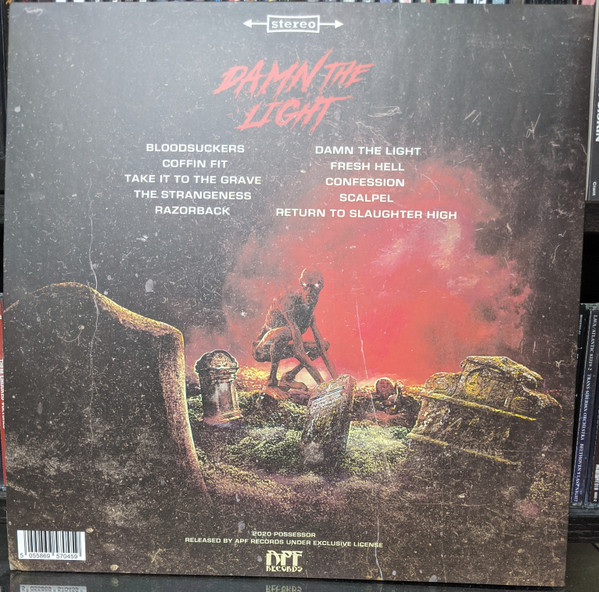 stereo
DAMN THE
LIGHT
BLOODSUCKERS
COFFIN FIT
TAKE IT TO THE GRAVE
THE STRANGENESS
RAZORBACK
DAMN THE LIGHT
FRESH HELL
CONFESSION
SCALPEL
RETURN TO SLAUGHTER HIGH
2020 POSSESSOR
RELEASED BY APF RECORDS UNDER EXCLUSIVE LICENSE
APF
RECORDS
5 055869 570459